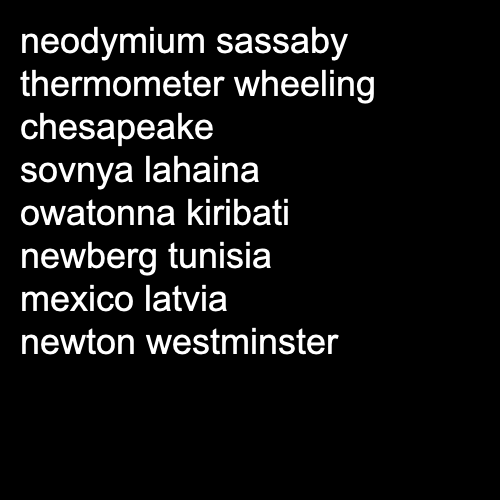 neodymium sassaby
thermometer wheeling
chesapeake
sovnya lahaina
owatonna kiribati
newberg tunisia
mexico latvia
newton westminster